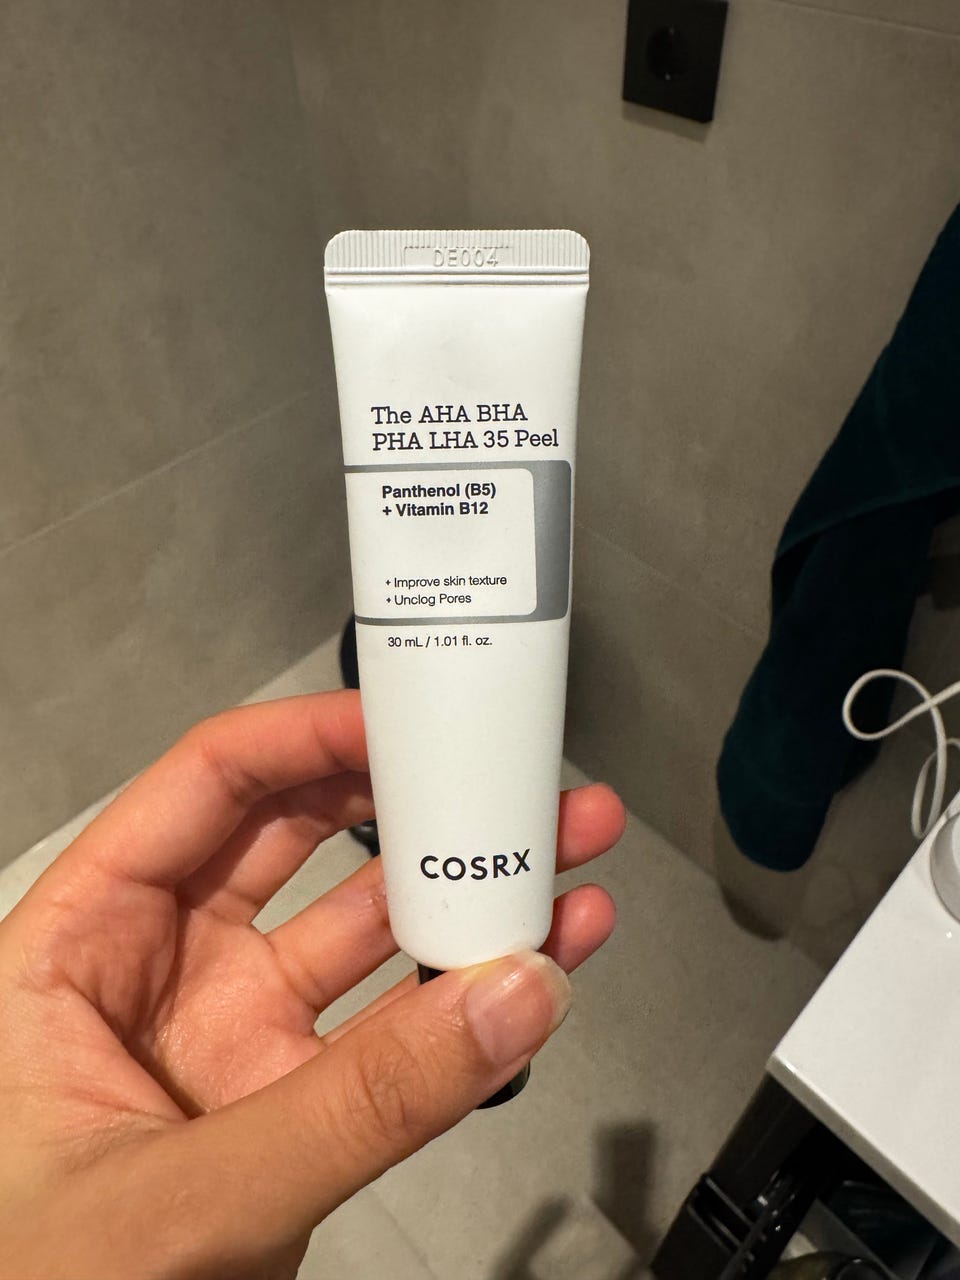 DE004
The AHA BHA
PHA LHA 35 Peel
Panthenol (B5)
+ Vitamin B12
+ Improve skin texture
+ Unclog Pores
30 mL / 1.01 fl. oz.
COSRX